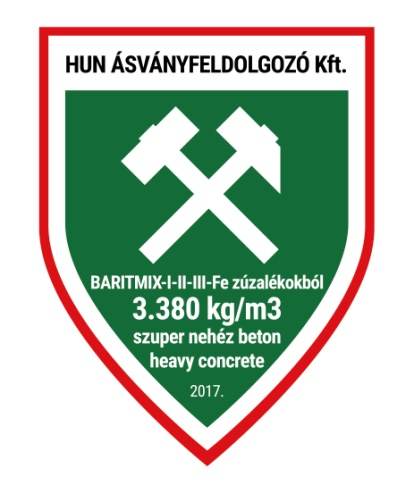 HUN ÁSVÁNYFELDOLGOZÓ Kft.
BARITMIX-I-II-III-Fe zúzalékokból
3.380 kg/m3
szuper nehéz beton
heavy concrete
2017.